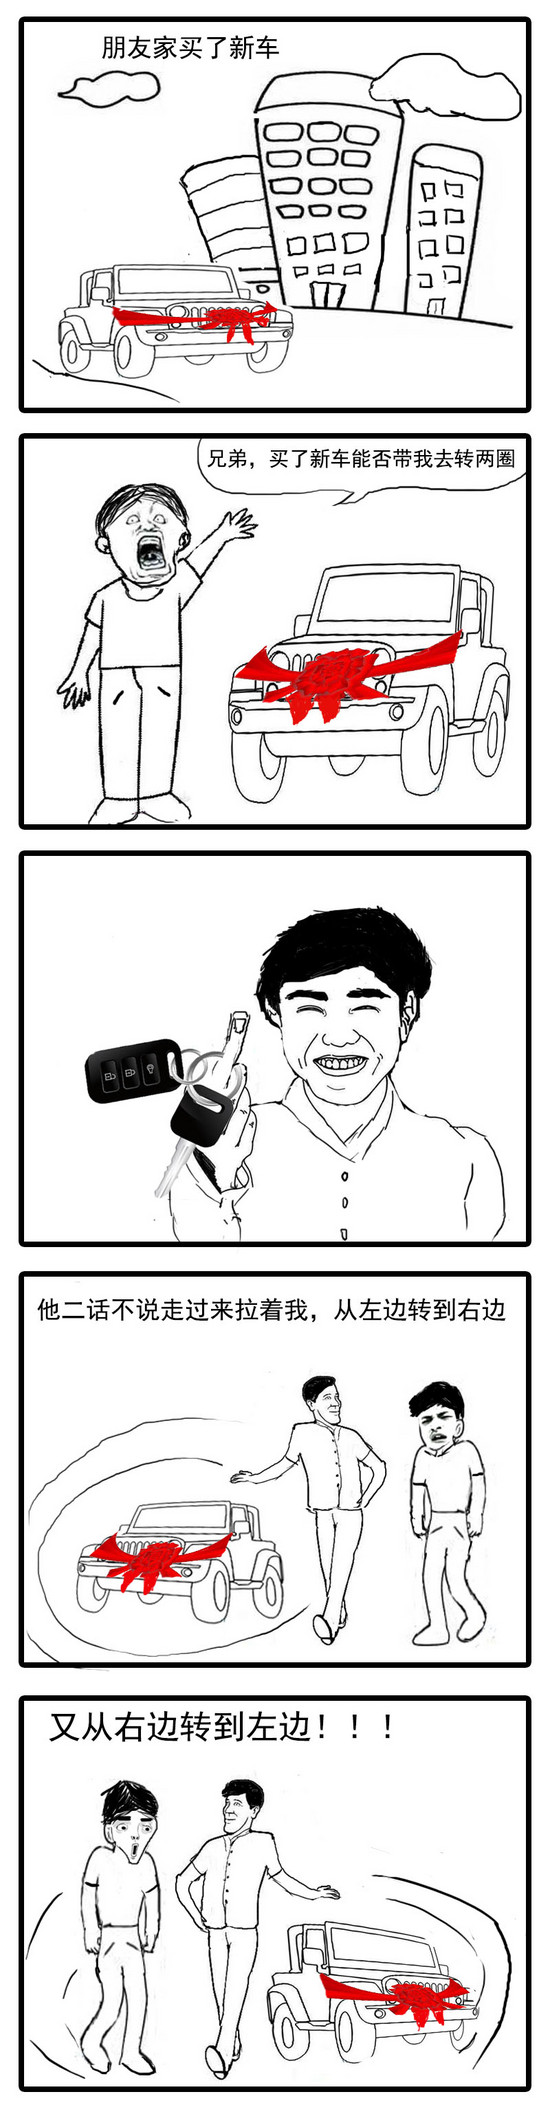 朋友家买了新车
兄弟，买了新车能否带我去转两圈
他二话不说走过来拉着我，从左边转到右边
又从右边转到左边！！！